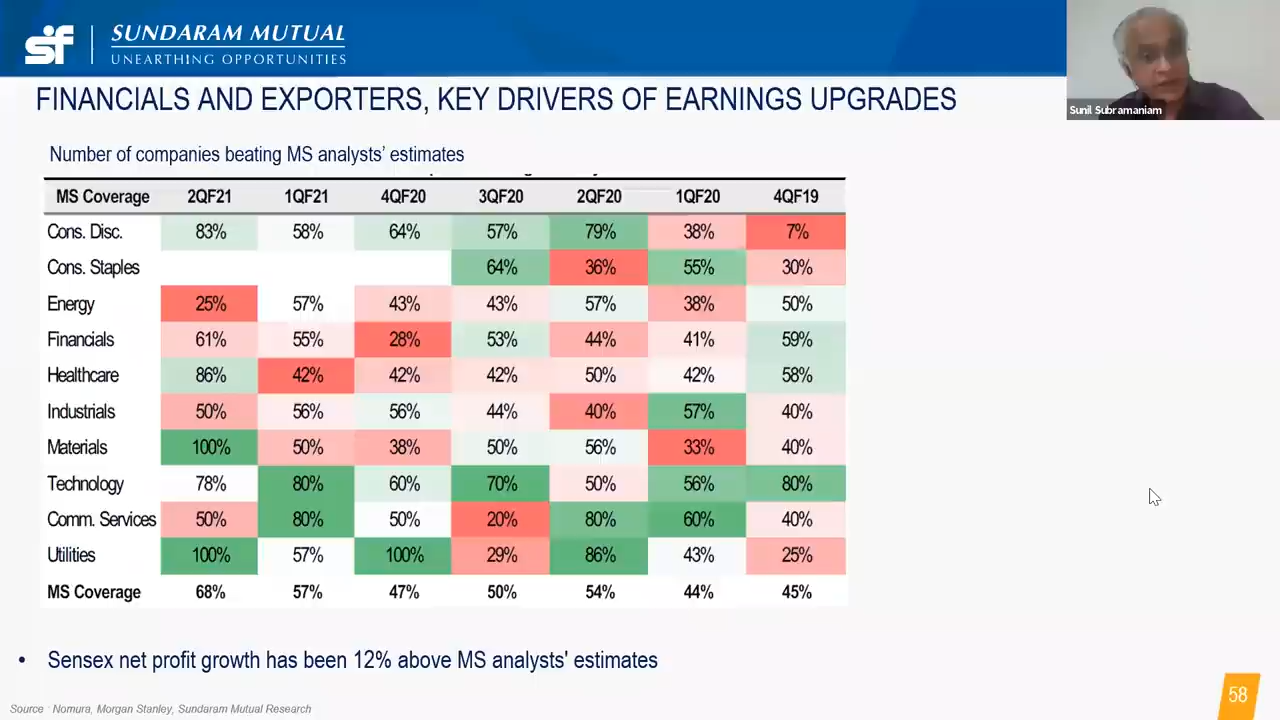 SUNDARAM MUTUAL
UNEARTHING OPPORTUNITIES
Sunil Subramaniam
FINANCIALS AND EXPORTERS, KEY DRIVERS OF EARNINGS UPGRADES
Number of companies beating MS analysts' estimates
MS Coverage 2QF21 1QF21 4QF20 3QF20 2QF20 1QF20 4QF19
Cons. Disc. 83% 58% 64% 57% 79% 38% 7%
Cons. Staples 64% 36% 55% 30%
Energy 25% 57% 43% 43% 57% 38% 50%
Financials 61% 55% 28% 53% 44% 41% 59%
Healthcare 86% 42% 42% 42% 50% 42% 58%
Industrials 50% 56% 56% 44% 40% 57% 40%
Materials 100% 50% 38% 50% 56% 33% 40%
Technology 78% 80% 60% 70% 50% 56% 80%
Comm. Services 50% 80% 50% 20% 80% 60% 40%
Utilities 100% 57% 100% 29% 86% 43% 25%
MS Coverage 68% 57% 47% 50% 54% 44% 45%
• Sensex net profit growth has been 12% above MS analysts' estimates
58
Source : Nomura, Morgan Stanley, Sundaram Mutual Research